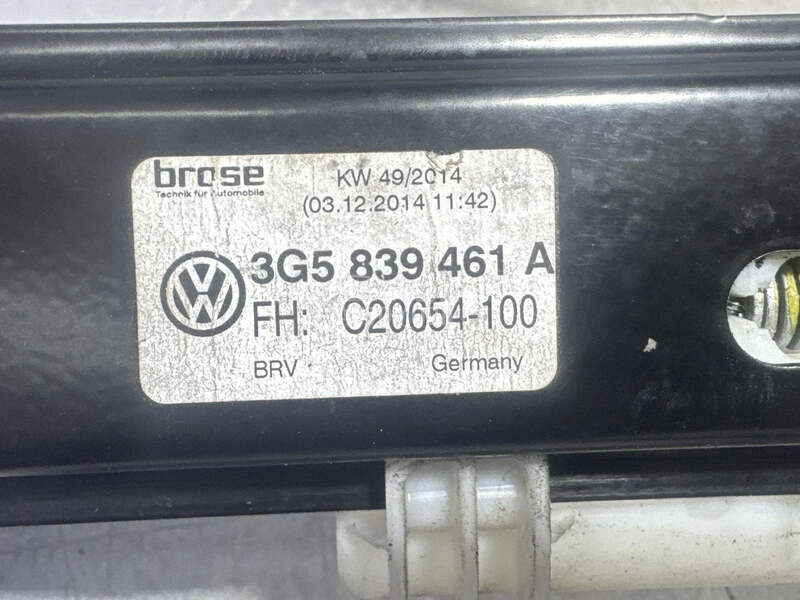 brose
Technik für Automobile
KW 49/2014
(03.12.2014 11:42)
3G5 839 461 A
FH: C20654-100
BRV Germany